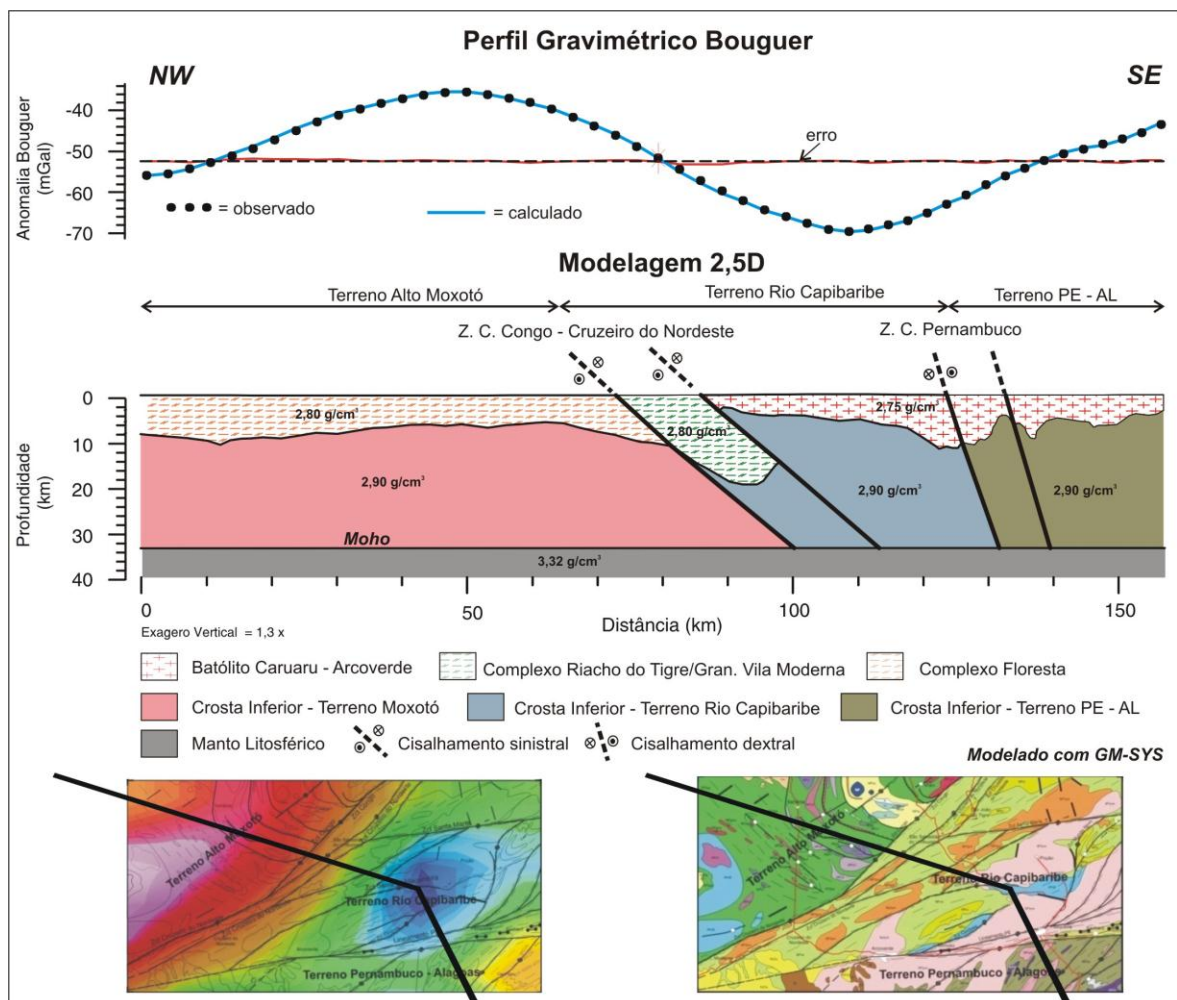 Perfil Gravimétrico Bouguer
NW
SE
Anomalia Bouguer
(mGal)
-40
-50
-60
-70
erro
= observado
= calculado
Modelagem 2,5D
Terreno Alto Moxotó
Terreno Rio Capibaribe
Terreno PE - AL
Z. C. Congo - Cruzeiro do Nordeste
Z. C. Pernambuco
Profundidade
(km)
0
10
20
30
40
2,80 g/cm³
2,80 g/cm³
2,75 g/cm³
2,90 g/cm³
2,90 g/cm³
2,90 g/cm³
Moho
3,32 g/cm³
0
50
100
150
Distância (km)
Exagero Vertical = 1,3 x
Batólito Caruaru - Arcoverde
Complexo Riacho do Tigre/Gran. Vila Moderna
Complexo Floresta
Crosta Inferior - Terreno Moxotó
Crosta Inferior - Terreno Rio Capibaribe
Crosta Inferior - Terreno PE - AL
Manto Litosférico
Cisalhamento sinistral
Cisalhamento dextral
Modelado com GM-SYS
Terreno Alto Moxotó
Terreno Rio Capibaribe
Terreno Pernambuco - Alagoas
Terreno Alto Moxotó
Terreno Rio Capibaribe
Terreno Pernambuco - Alagoas